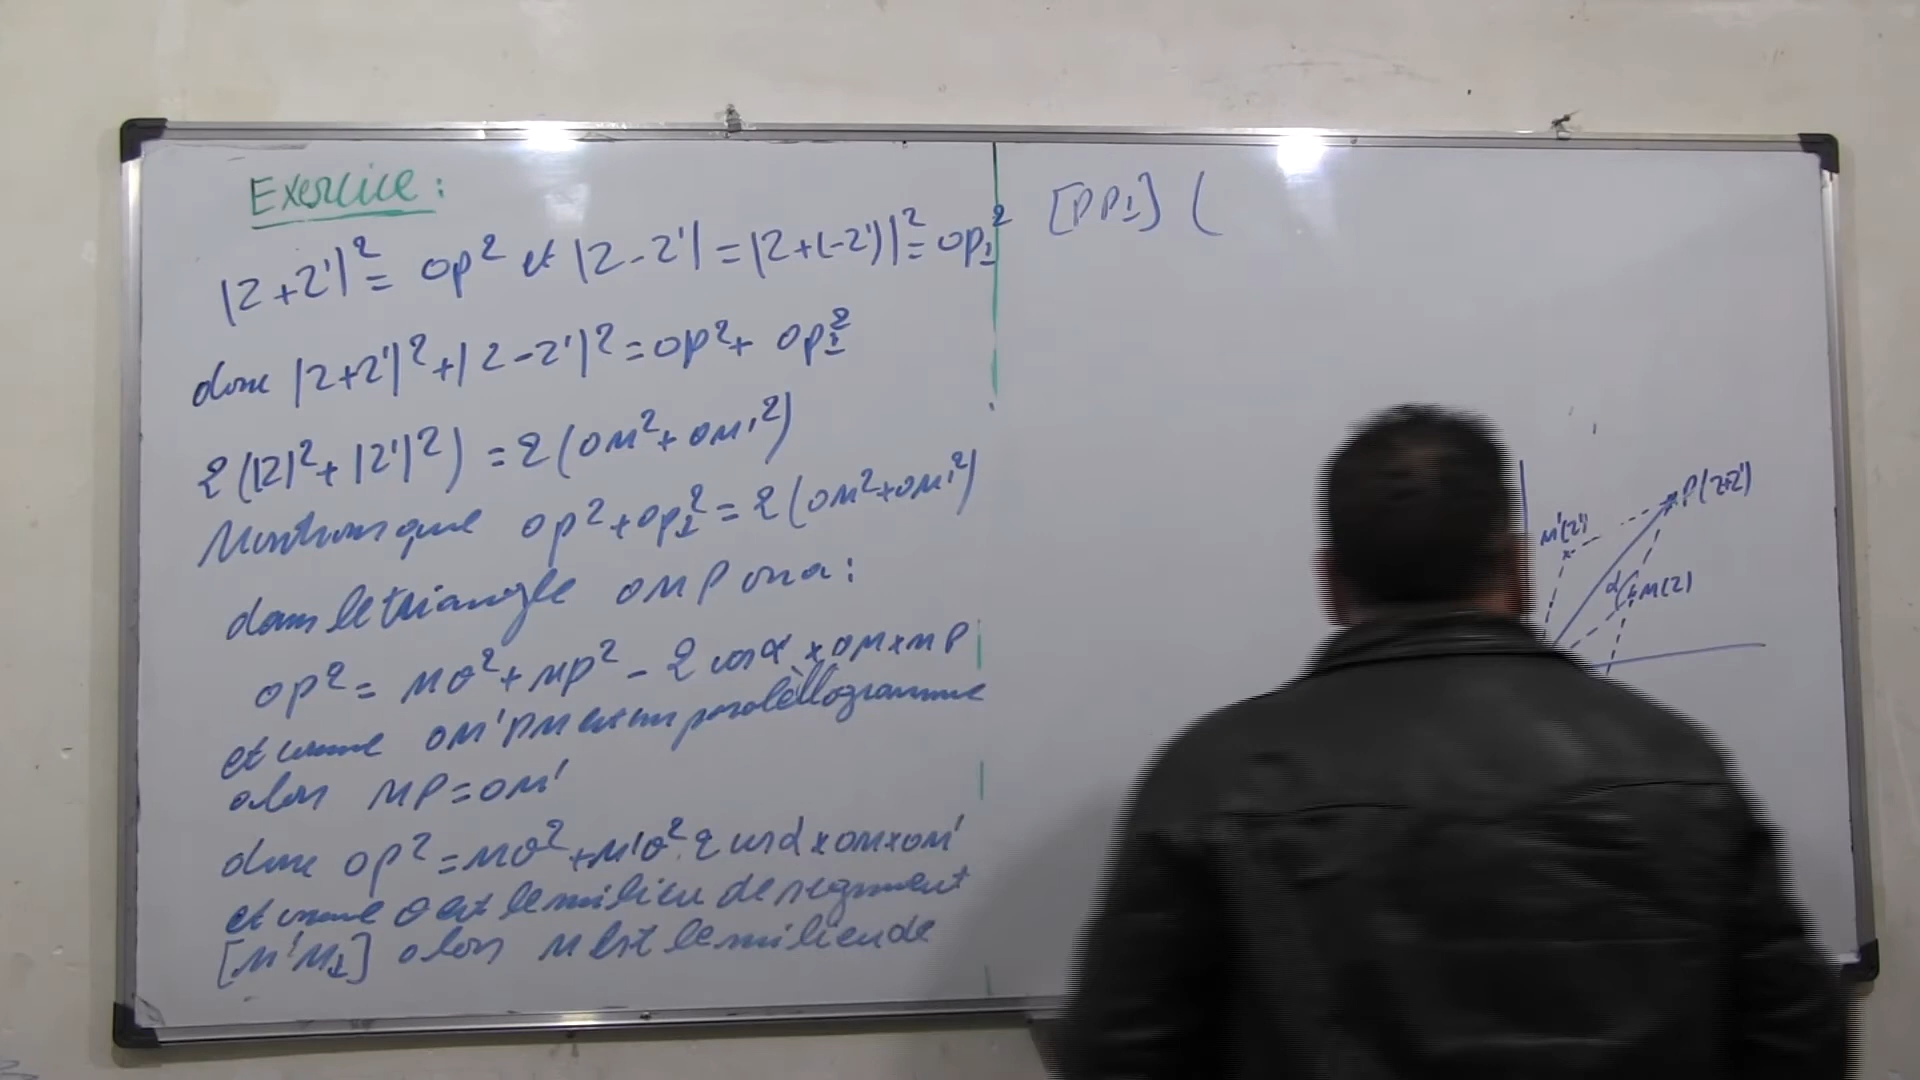 Exercice :
|z+z'|² = OP² et |z-z'| = |z+(-z')|² = OP₁²
donc |z+z'|² + |z-z'|² = OP² + OP₁²
2(|z|² + |z'|²) = 2(OM² + OM'²)
Montrons que OP² + OP₁² = 2(OM² + OM'²)
dans le triangle OMP on a :
OP² = MO² + MP² - 2 cos α × OM × MP
et comme OM'PM est un parallélogramme
alors MP = OM'
donc OP² = MO² + M'O² - 2 cos α × OM × OM'
et comme O est le milieu de segment
[M'M₁] alors M est le milieu de
[PP₁] (
P(z+z')
M'(z')
α
M(z)